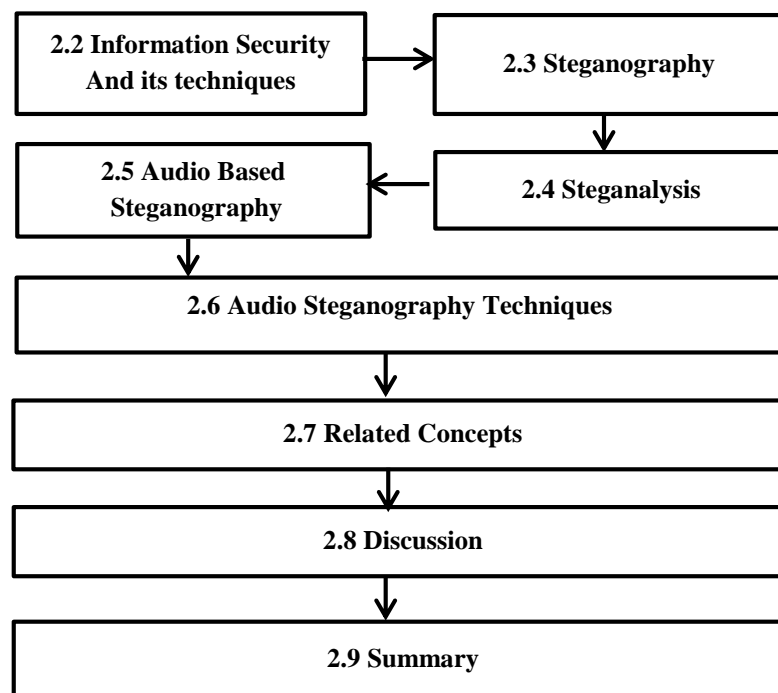 2.2 Information Security
And its techniques
2.3 Steganography
2.4 Steganalysis
2.5 Audio Based
Steganography
2.6 Audio Steganography Techniques
2.7 Related Concepts
2.8 Discussion
2.9 Summary